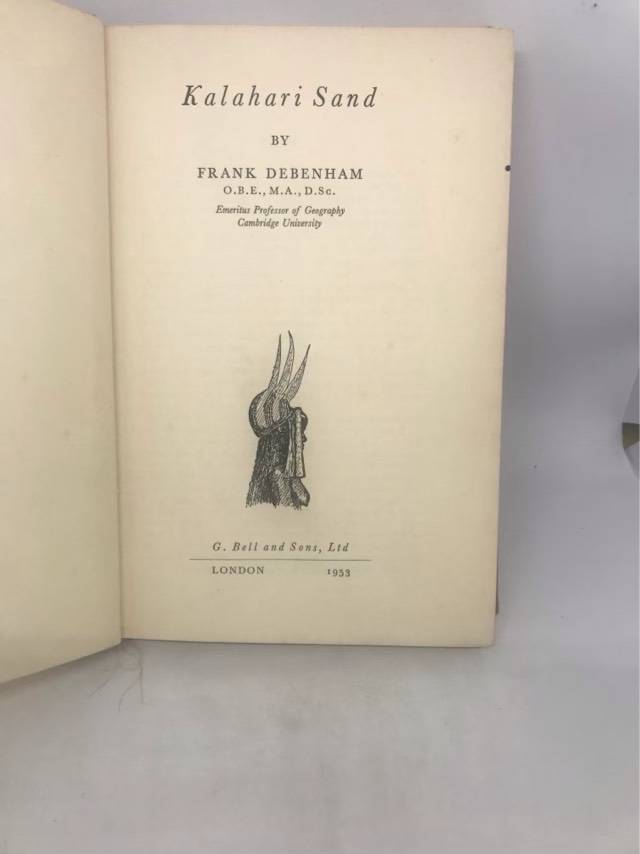 Kalahari Sand
BY
FRANK DEBENHAM
O.B.E., M.A., D.Sc.
Emeritus Professor of Geography
Cambridge University
G. Bell and Sons, Ltd
LONDON 1953